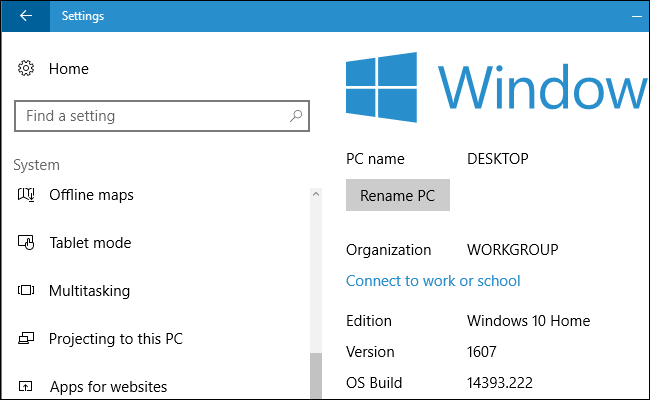 Settings
Home
Find a setting
System
Offline maps
Tablet mode
Multitasking
Projecting to this PC
Apps for websites
Window
PC name DESKTOP
Rename PC
Organization WORKGROUP
Connect to work or school
Edition Windows 10 Home
Version 1607
OS Build 14393.222